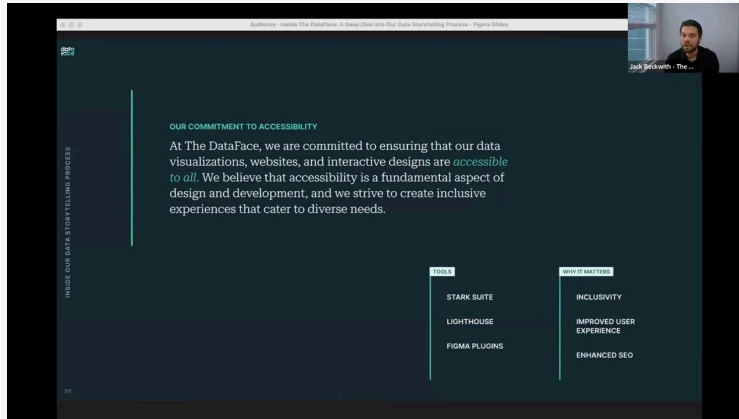 Audience - Inside The DataFace: A Deep Dive into Our Data Storytelling Process - Figma Slides
data
face
Jack Beckwith - The ...
INSIDE OUR DATA STORYTELLING PROCESS
OUR COMMITMENT TO ACCESSIBILITY
At The DataFace, we are committed to ensuring that our data
visualizations, websites, and interactive designs are accessible
to all. We believe that accessibility is a fundamental aspect of
design and development, and we strive to create inclusive
experiences that cater to diverse needs.
TOOLS
STARK SUITE
LIGHTHOUSE
FIGMA PLUGINS
WHY IT MATTERS
INCLUSIVITY
IMPROVED USER
EXPERIENCE
ENHANCED SEO